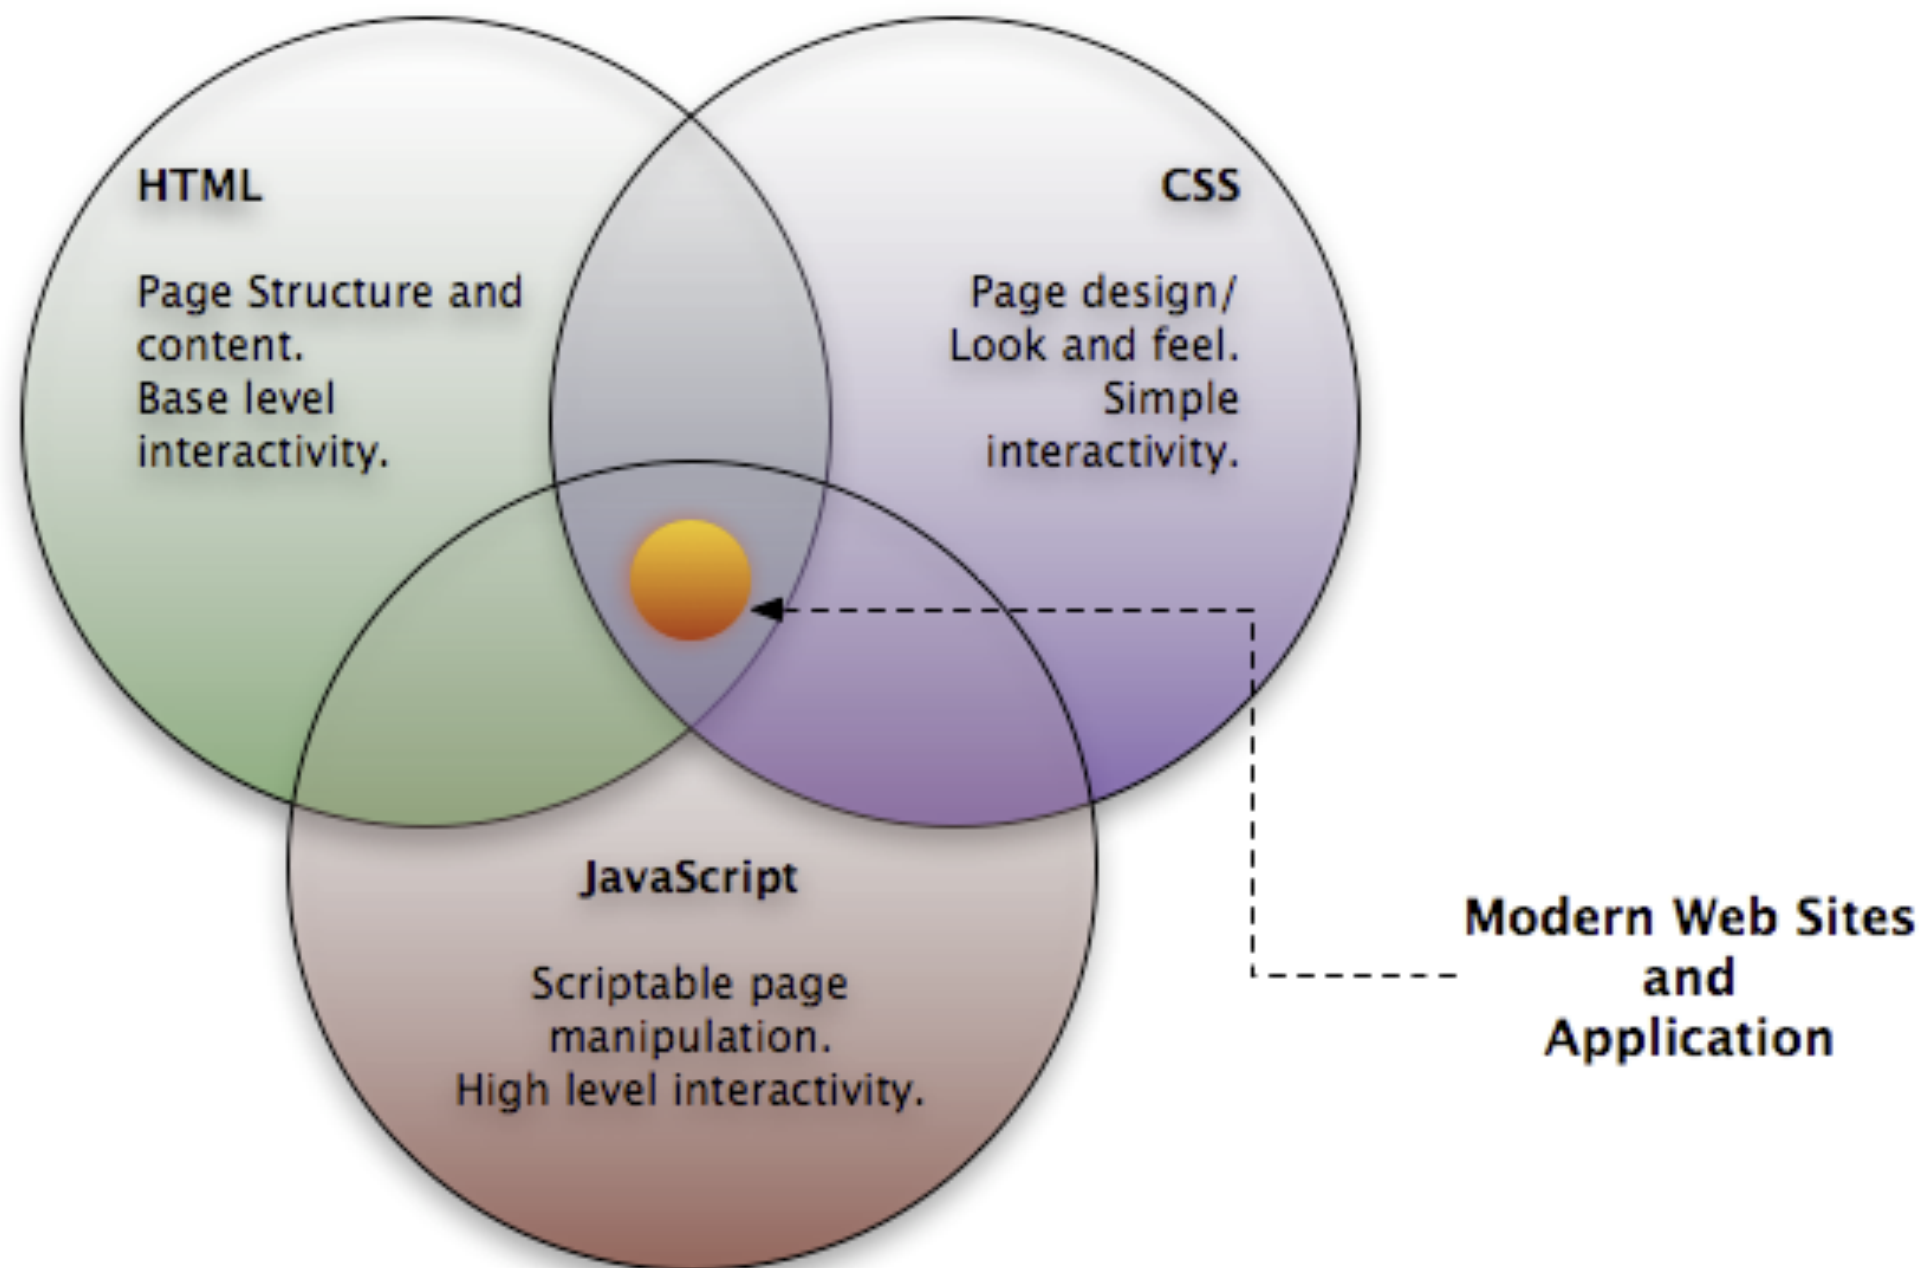 HTML
Page Structure and
content.
Base level
interactivity.
CSS
Page design/
Look and feel.
Simple
interactivity.
JavaScript
Scriptable page
manipulation.
High level interactivity.
Modern Web Sites
and
Application